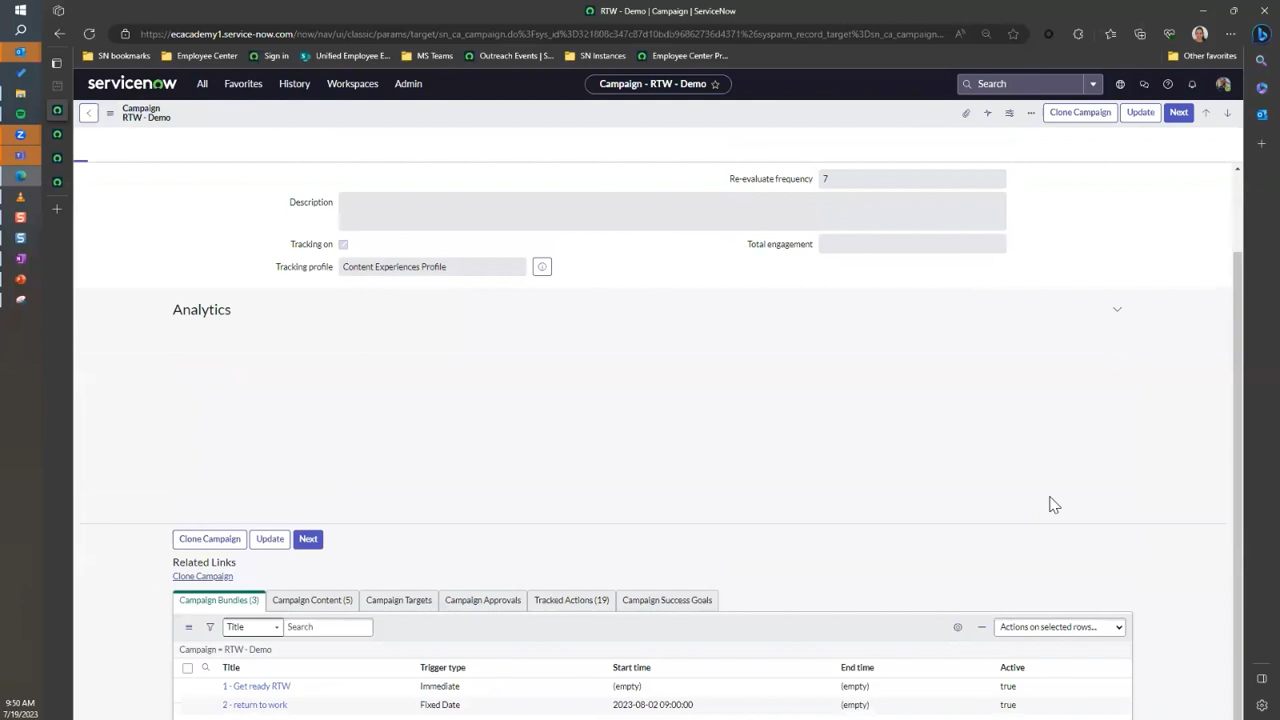 RTW - Demo | Campaign | ServiceNow
https://ecacademy1.service-now.com/now/nav/ui/classic/params/target/sn_ca_campaign.do%3Fsys_id%3D321808c347c87d10bdb96862736d4371%26sysparm_record_target%3Dsn_ca_campaign...
SN bookmarks Employee Center Sign in Unified Employee E... MS Teams Outreach Events | S... SN Instances Employee Center Pr... Other favorites
servicenow All Favorites History Workspaces Admin Campaign - RTW - Demo Search
Campaign
RTW - Demo
Clone Campaign Update Next
Re-evaluate frequency 7
Description
Tracking on Total engagement
Tracking profile Content Experiences Profile
Analytics
Clone Campaign Update Next
Related Links
Clone Campaign
Campaign Bundles (3) Campaign Content (5) Campaign Targets Campaign Approvals Tracked Actions (19) Campaign Success Goals
Title Search Actions on selected rows...
Campaign = RTW - Demo
Title Trigger type Start time End time Active
1 - Get ready RTW Immediate (empty) (empty) true
2 - return to work Fixed Date 2023-08-02 09:00:00 (empty) true
9:50 AM
7/19/2023